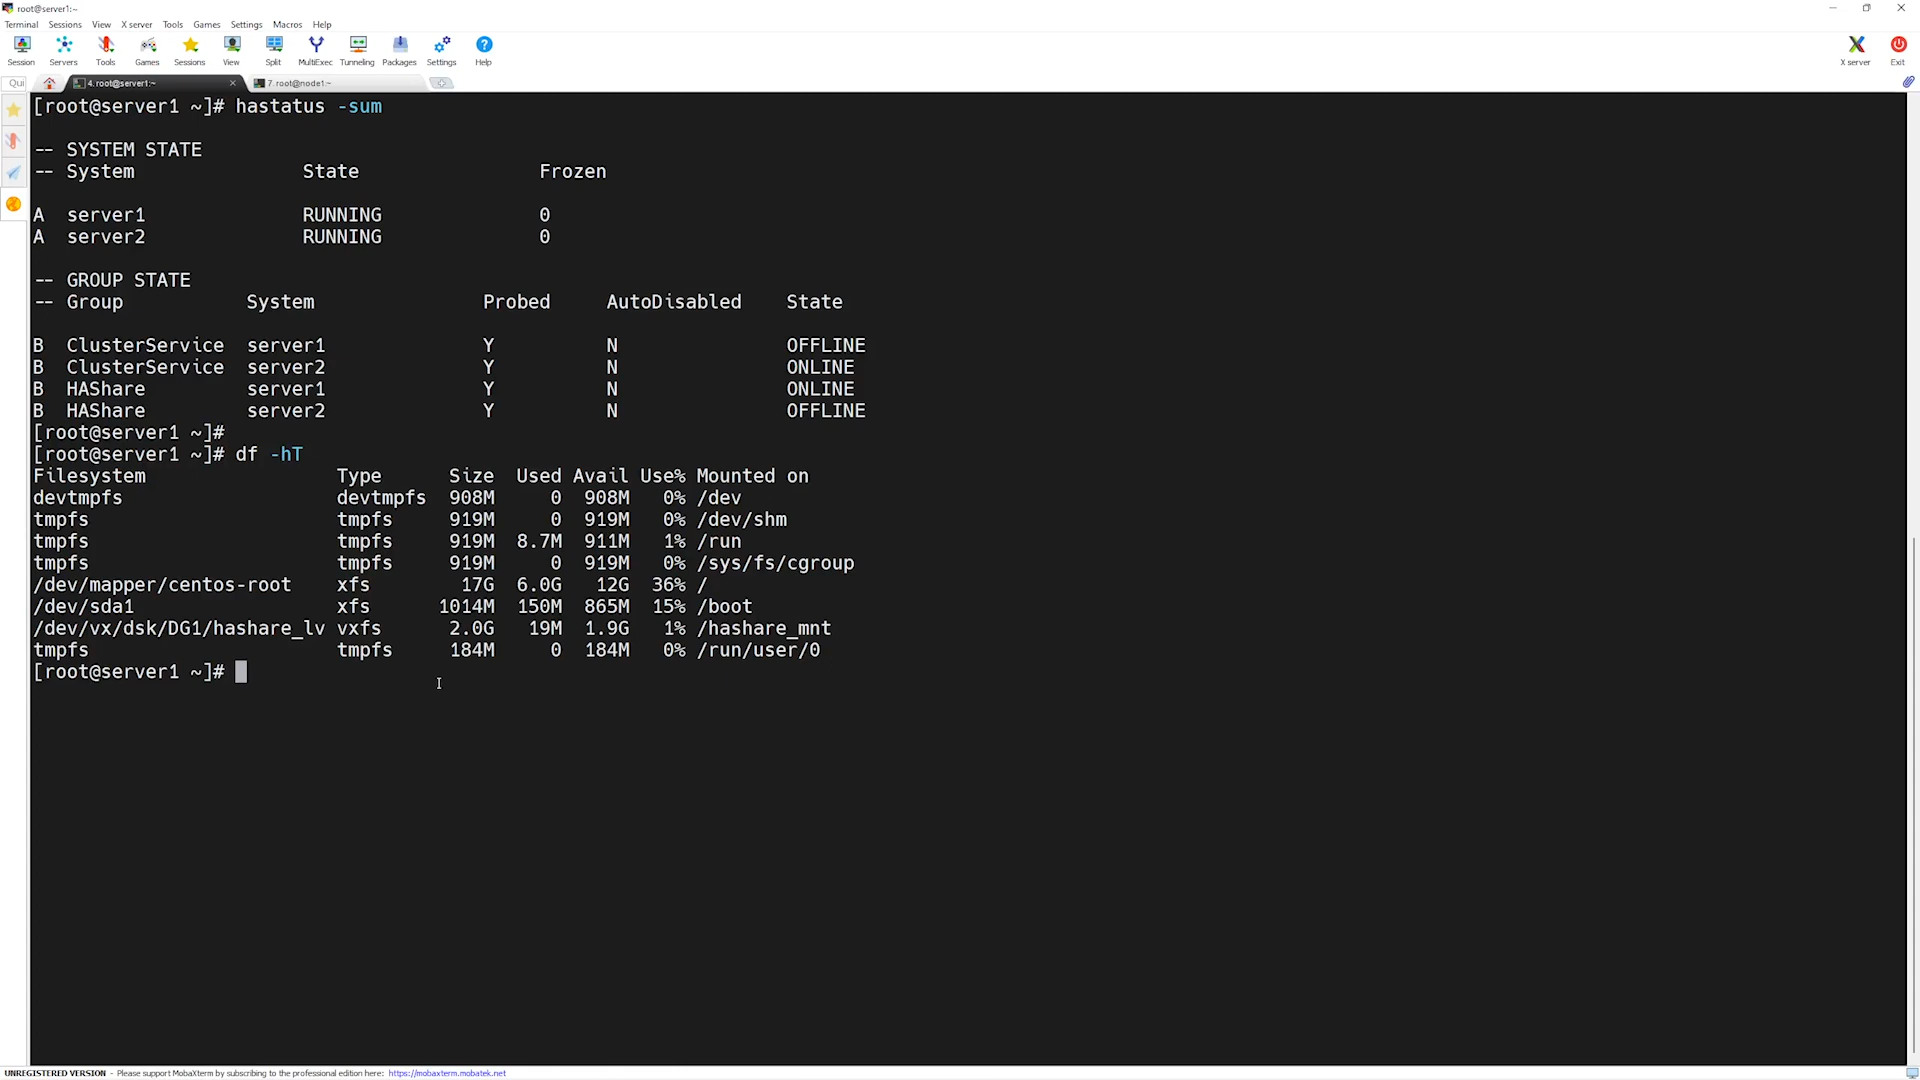 root@server1:~
Terminal Sessions View X server Tools Games Settings Macros Help
Session Servers Tools Games Sessions View Split MultiExec Tunneling Packages Settings Help X server Exit
Qui 4. root@server1:~ 7. root@node1:~
[root@server1 ~]# hastatus -sum
-- SYSTEM STATE
-- System State Frozen
A server1 RUNNING 0
A server2 RUNNING 0
-- GROUP STATE
-- Group System Probed AutoDisabled State
B ClusterService server1 Y N OFFLINE
B ClusterService server2 Y N ONLINE
B HAShare server1 Y N ONLINE
B HAShare server2 Y N OFFLINE
[root@server1 ~]#
[root@server1 ~]# df -hT
Filesystem Type Size Used Avail Use% Mounted on
devtmpfs devtmpfs 908M 0 908M 0% /dev
tmpfs tmpfs 919M 0 919M 0% /dev/shm
tmpfs tmpfs 919M 8.7M 911M 1% /run
tmpfs tmpfs 919M 0 919M 0% /sys/fs/cgroup
/dev/mapper/centos-root xfs 17G 6.0G 12G 36% /
/dev/sda1 xfs 1014M 150M 865M 15% /boot
/dev/vx/dsk/DG1/hashare_lv vxfs 2.0G 19M 1.9G 1% /hashare_mnt
tmpfs tmpfs 184M 0 184M 0% /run/user/0
[root@server1 ~]#
UNREGISTERED VERSION - Please support MobaXterm by subscribing to the professional edition here: https://mobaxterm.mobatek.net